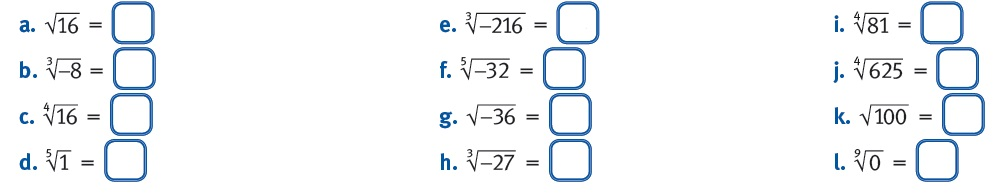 a. √16 = 
b. ∛–8 = 
c. ∜16 = 
d. ⁵√1 = 
e. ∛–216 = 
f. ⁵√–32 = 
g. √–36 = 
h. ∛–27 = 
i. ∜81 = 
j. ∜625 = 
k. √100 = 
l. ⁹√0 =